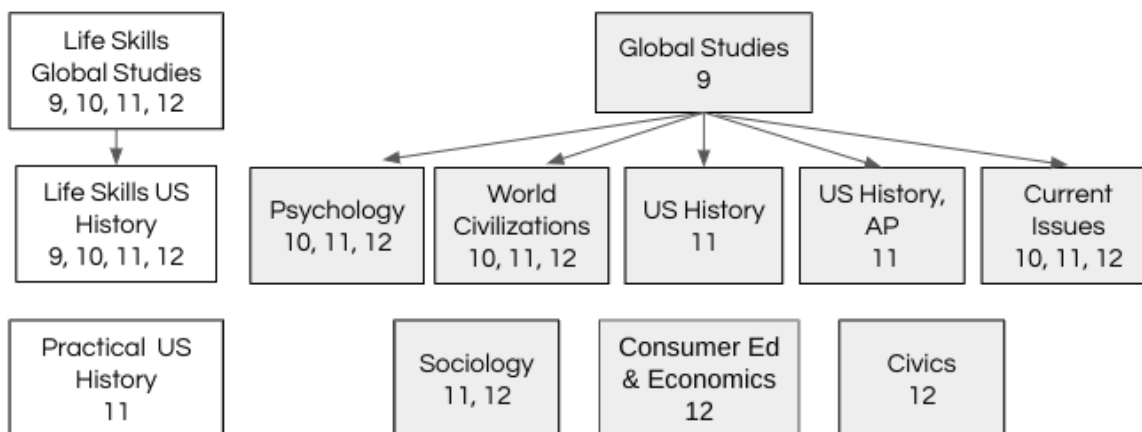 Life Skills
Global Studies
9, 10, 11, 12
Global Studies
9
Life Skills US
History
9, 10, 11, 12
Psychology
10, 11, 12
World
Civilizations
10, 11, 12
US History
11
US History,
AP
11
Current
Issues
10, 11, 12
Practical US
History
11
Sociology
11, 12
Consumer Ed
& Economics
12
Civics
12